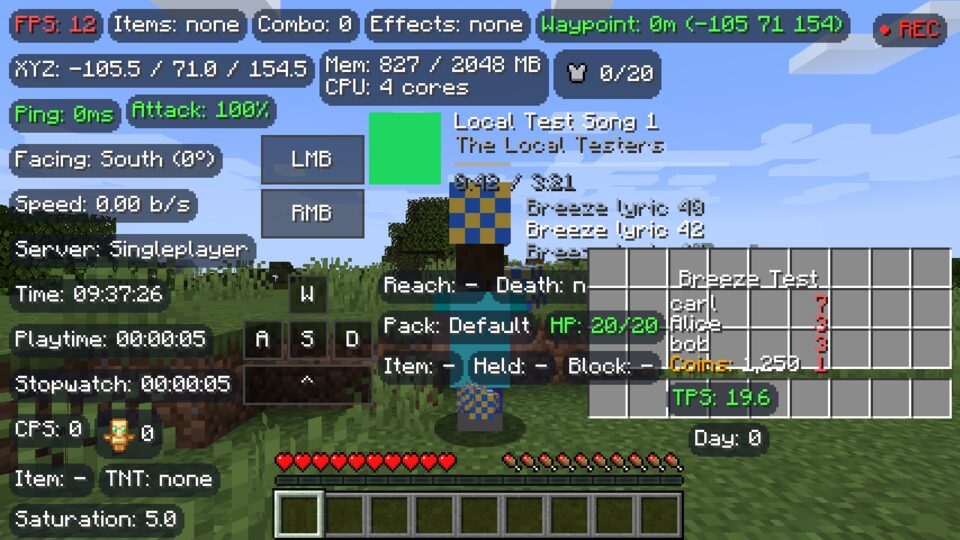 FPS: 12 Items: none Combo: 0 Effects: none Waypoint: 0m (-105 71 154) REC
XYZ: -105.5 / 71.0 / 154.5
Mem: 827 / 2048 MB
CPU: 4 cores
0/20
Ping: 0ms
Attack: 100%
Local Test Song 1
The Local Testers
Facing: South (0°)
LMB
0:42 / 3:21
Speed: 0.00 b/s
RMB
Breeze lyric 40
Breeze lyric 42
Breeze
Server: Singleplayer
Breeze Test
carl 7
Alice 3
bob 3
Coins: 1,250 1
TPS: 19.6
Day: 0
Time: 09:37:26
W
Reach: - Death: n
Playtime: 00:00:05
A S D
Pack: Default HP: 20/20
Stopwatch: 00:00:05
^
Item: - Held: - Block: -
CPS: 0
0
Item: - TNT: none
Saturation: 5.0